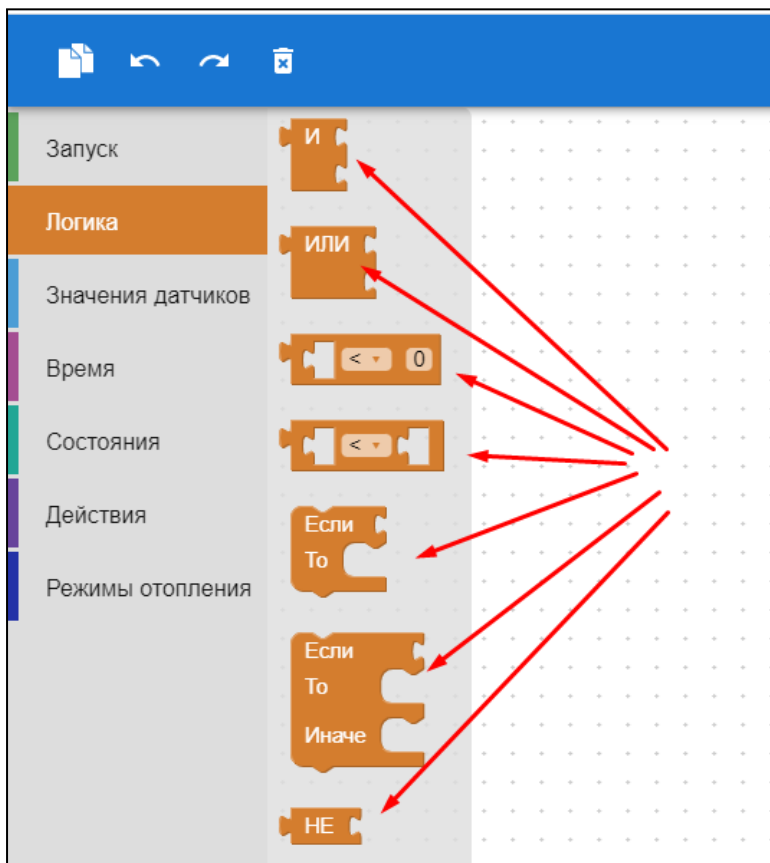 Запуск
Логика
Значения датчиков
Время
Состояния
Действия
Режимы отопления
И
ИЛИ
< 0
<
Если
То
Если
То
Иначе
НЕ